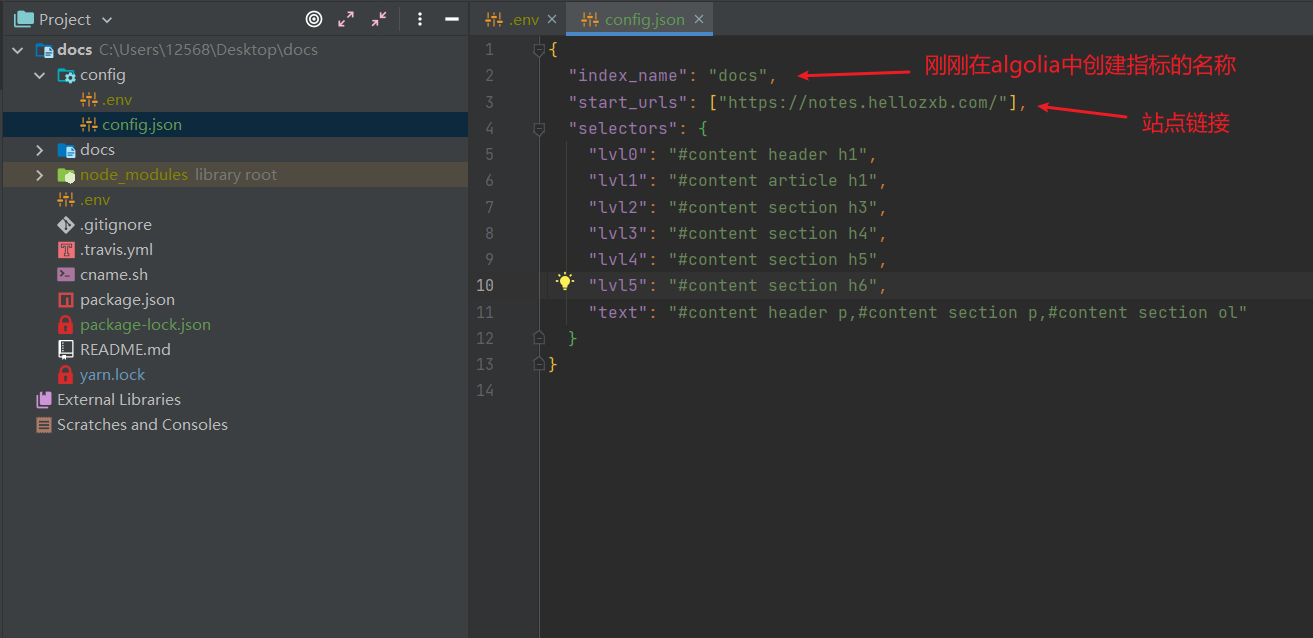 Project
docs C:\Users\12568\Desktop\docs
config
.env
config.json
docs
node_modules library root
.env
.gitignore
.travis.yml
cname.sh
package.json
package-lock.json
README.md
yarn.lock
External Libraries
Scratches and Consoles
.env
config.json
1 {
2 "index_name": "docs",
刚刚在algolia中创建指标的名称
3 "start_urls": ["https://notes.hellozxb.com/"],
站点链接
4 "selectors": {
5 "lvl0": "#content header h1",
6 "lvl1": "#content article h1",
7 "lvl2": "#content section h3",
8 "lvl3": "#content section h4",
9 "lvl4": "#content section h5",
10 "lvl5": "#content section h6",
11 "text": "#content header p,#content section p,#content section ol"
12 }
13 }
14